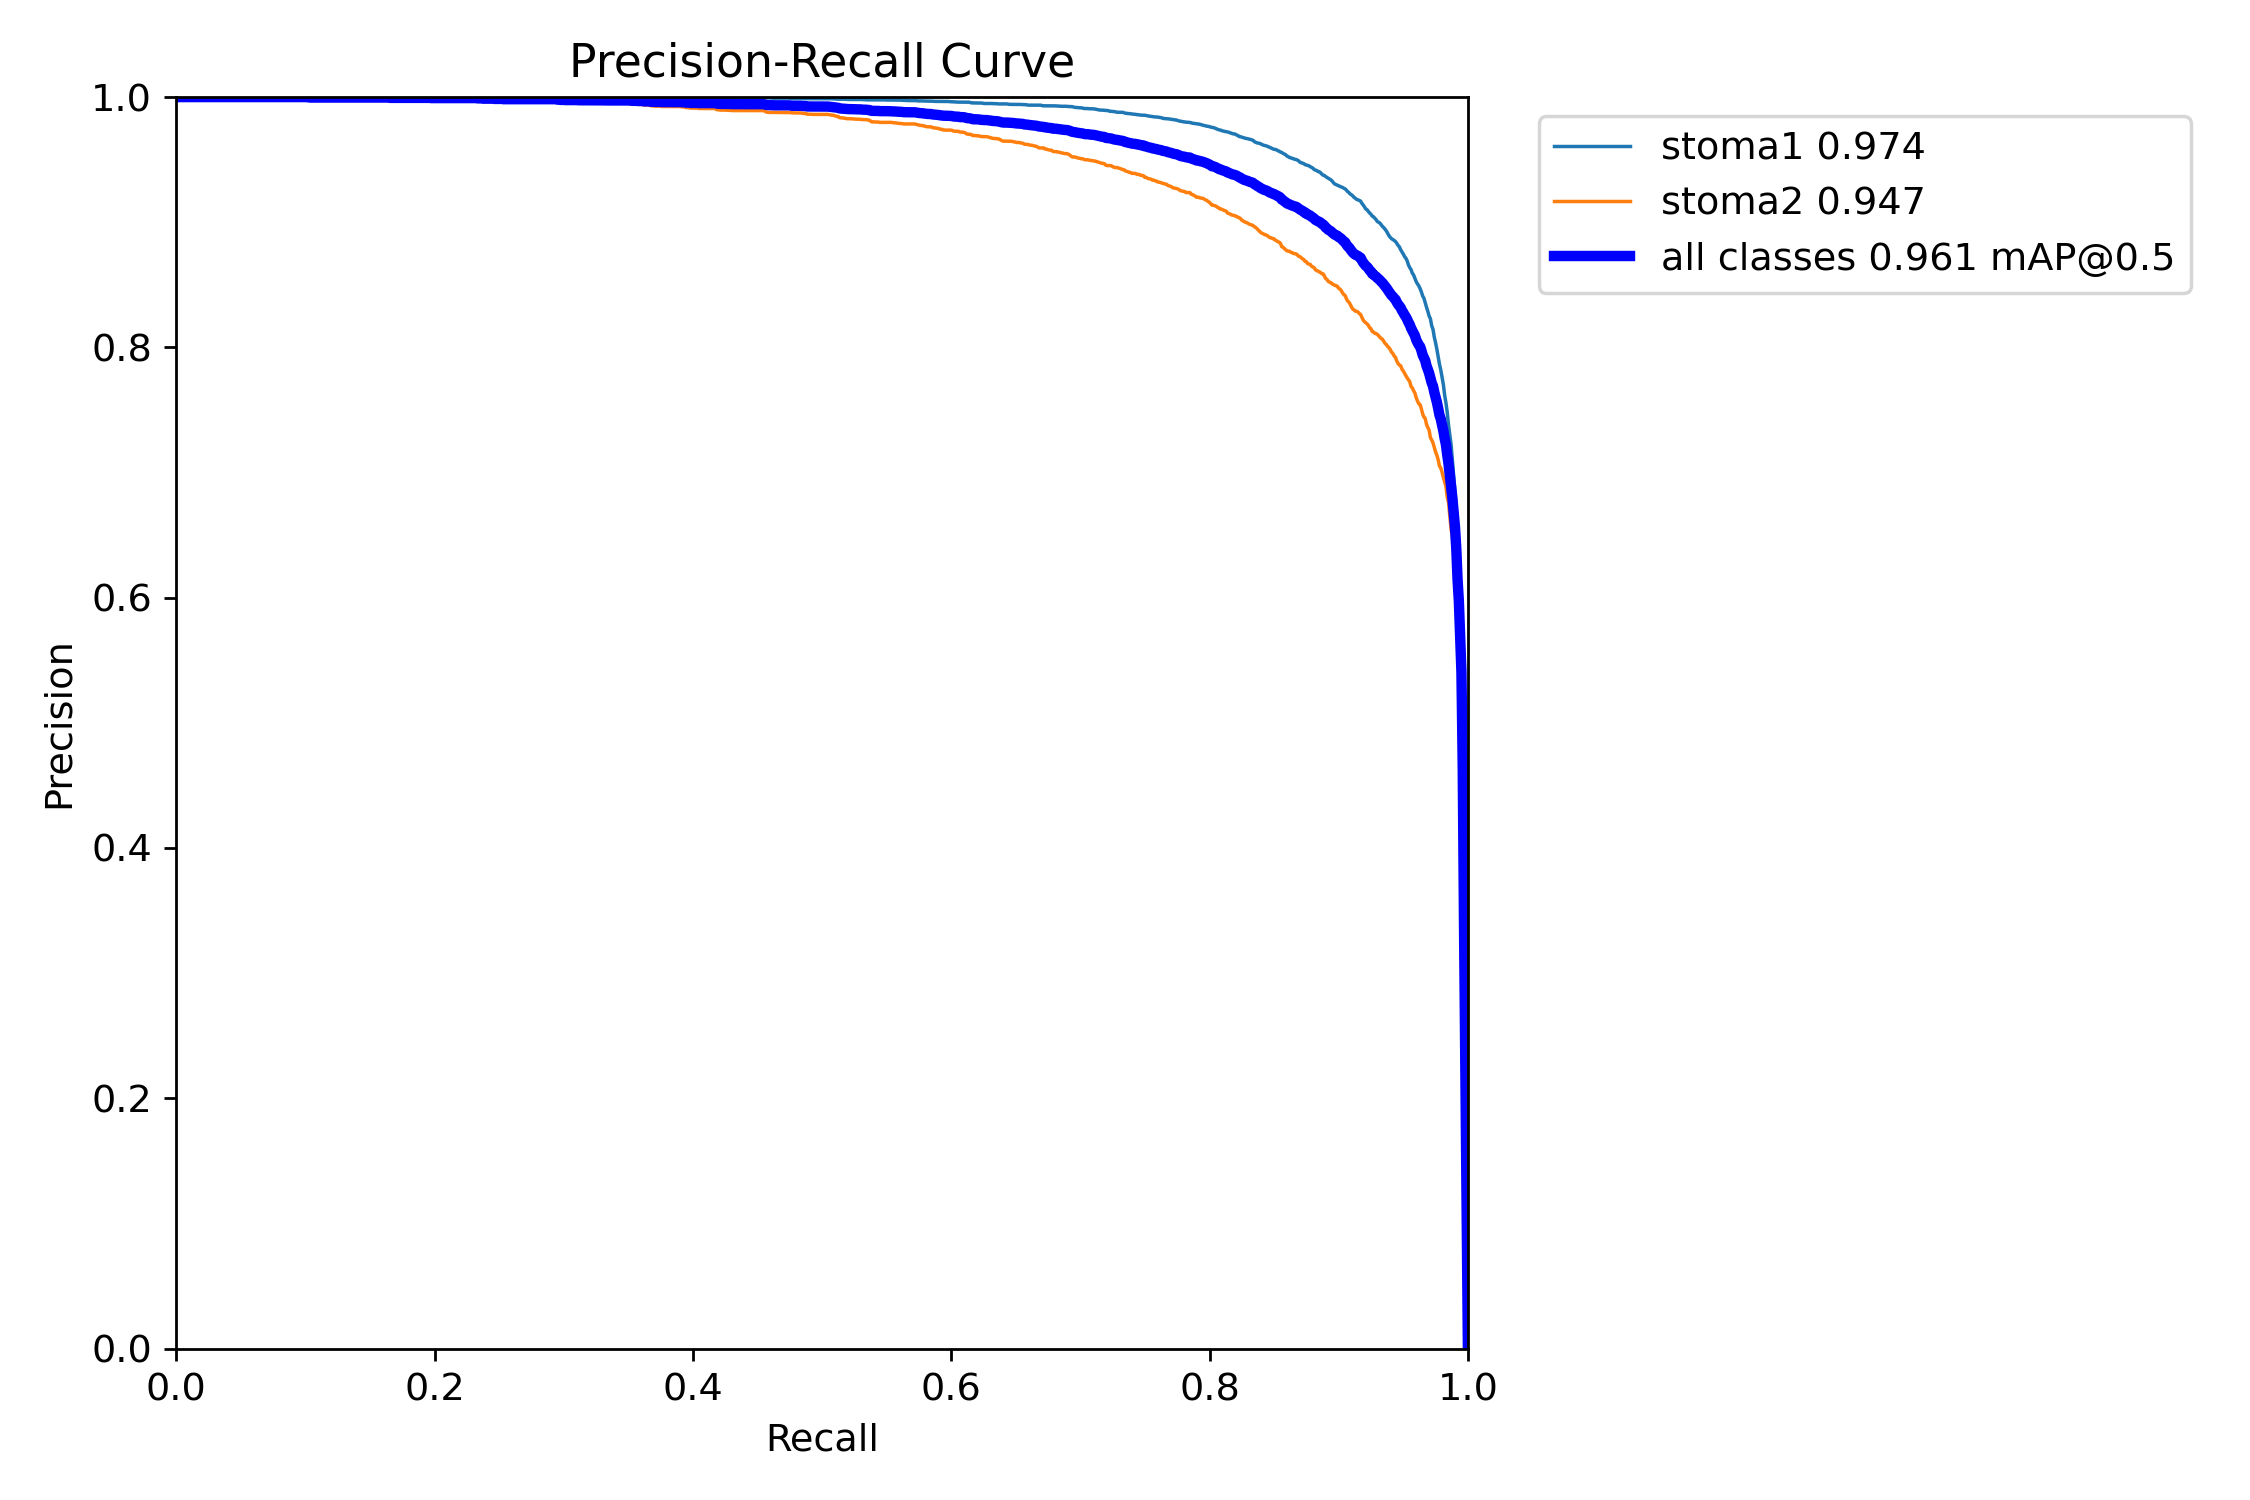 Precision-Recall Curve
1.0
0.8
0.6
0.4
0.2
0.0
Precision
0.0 0.2 0.4 0.6 0.8 1.0
Recall
stoma1 0.974
stoma2 0.947
all classes 0.961 mAP@0.5